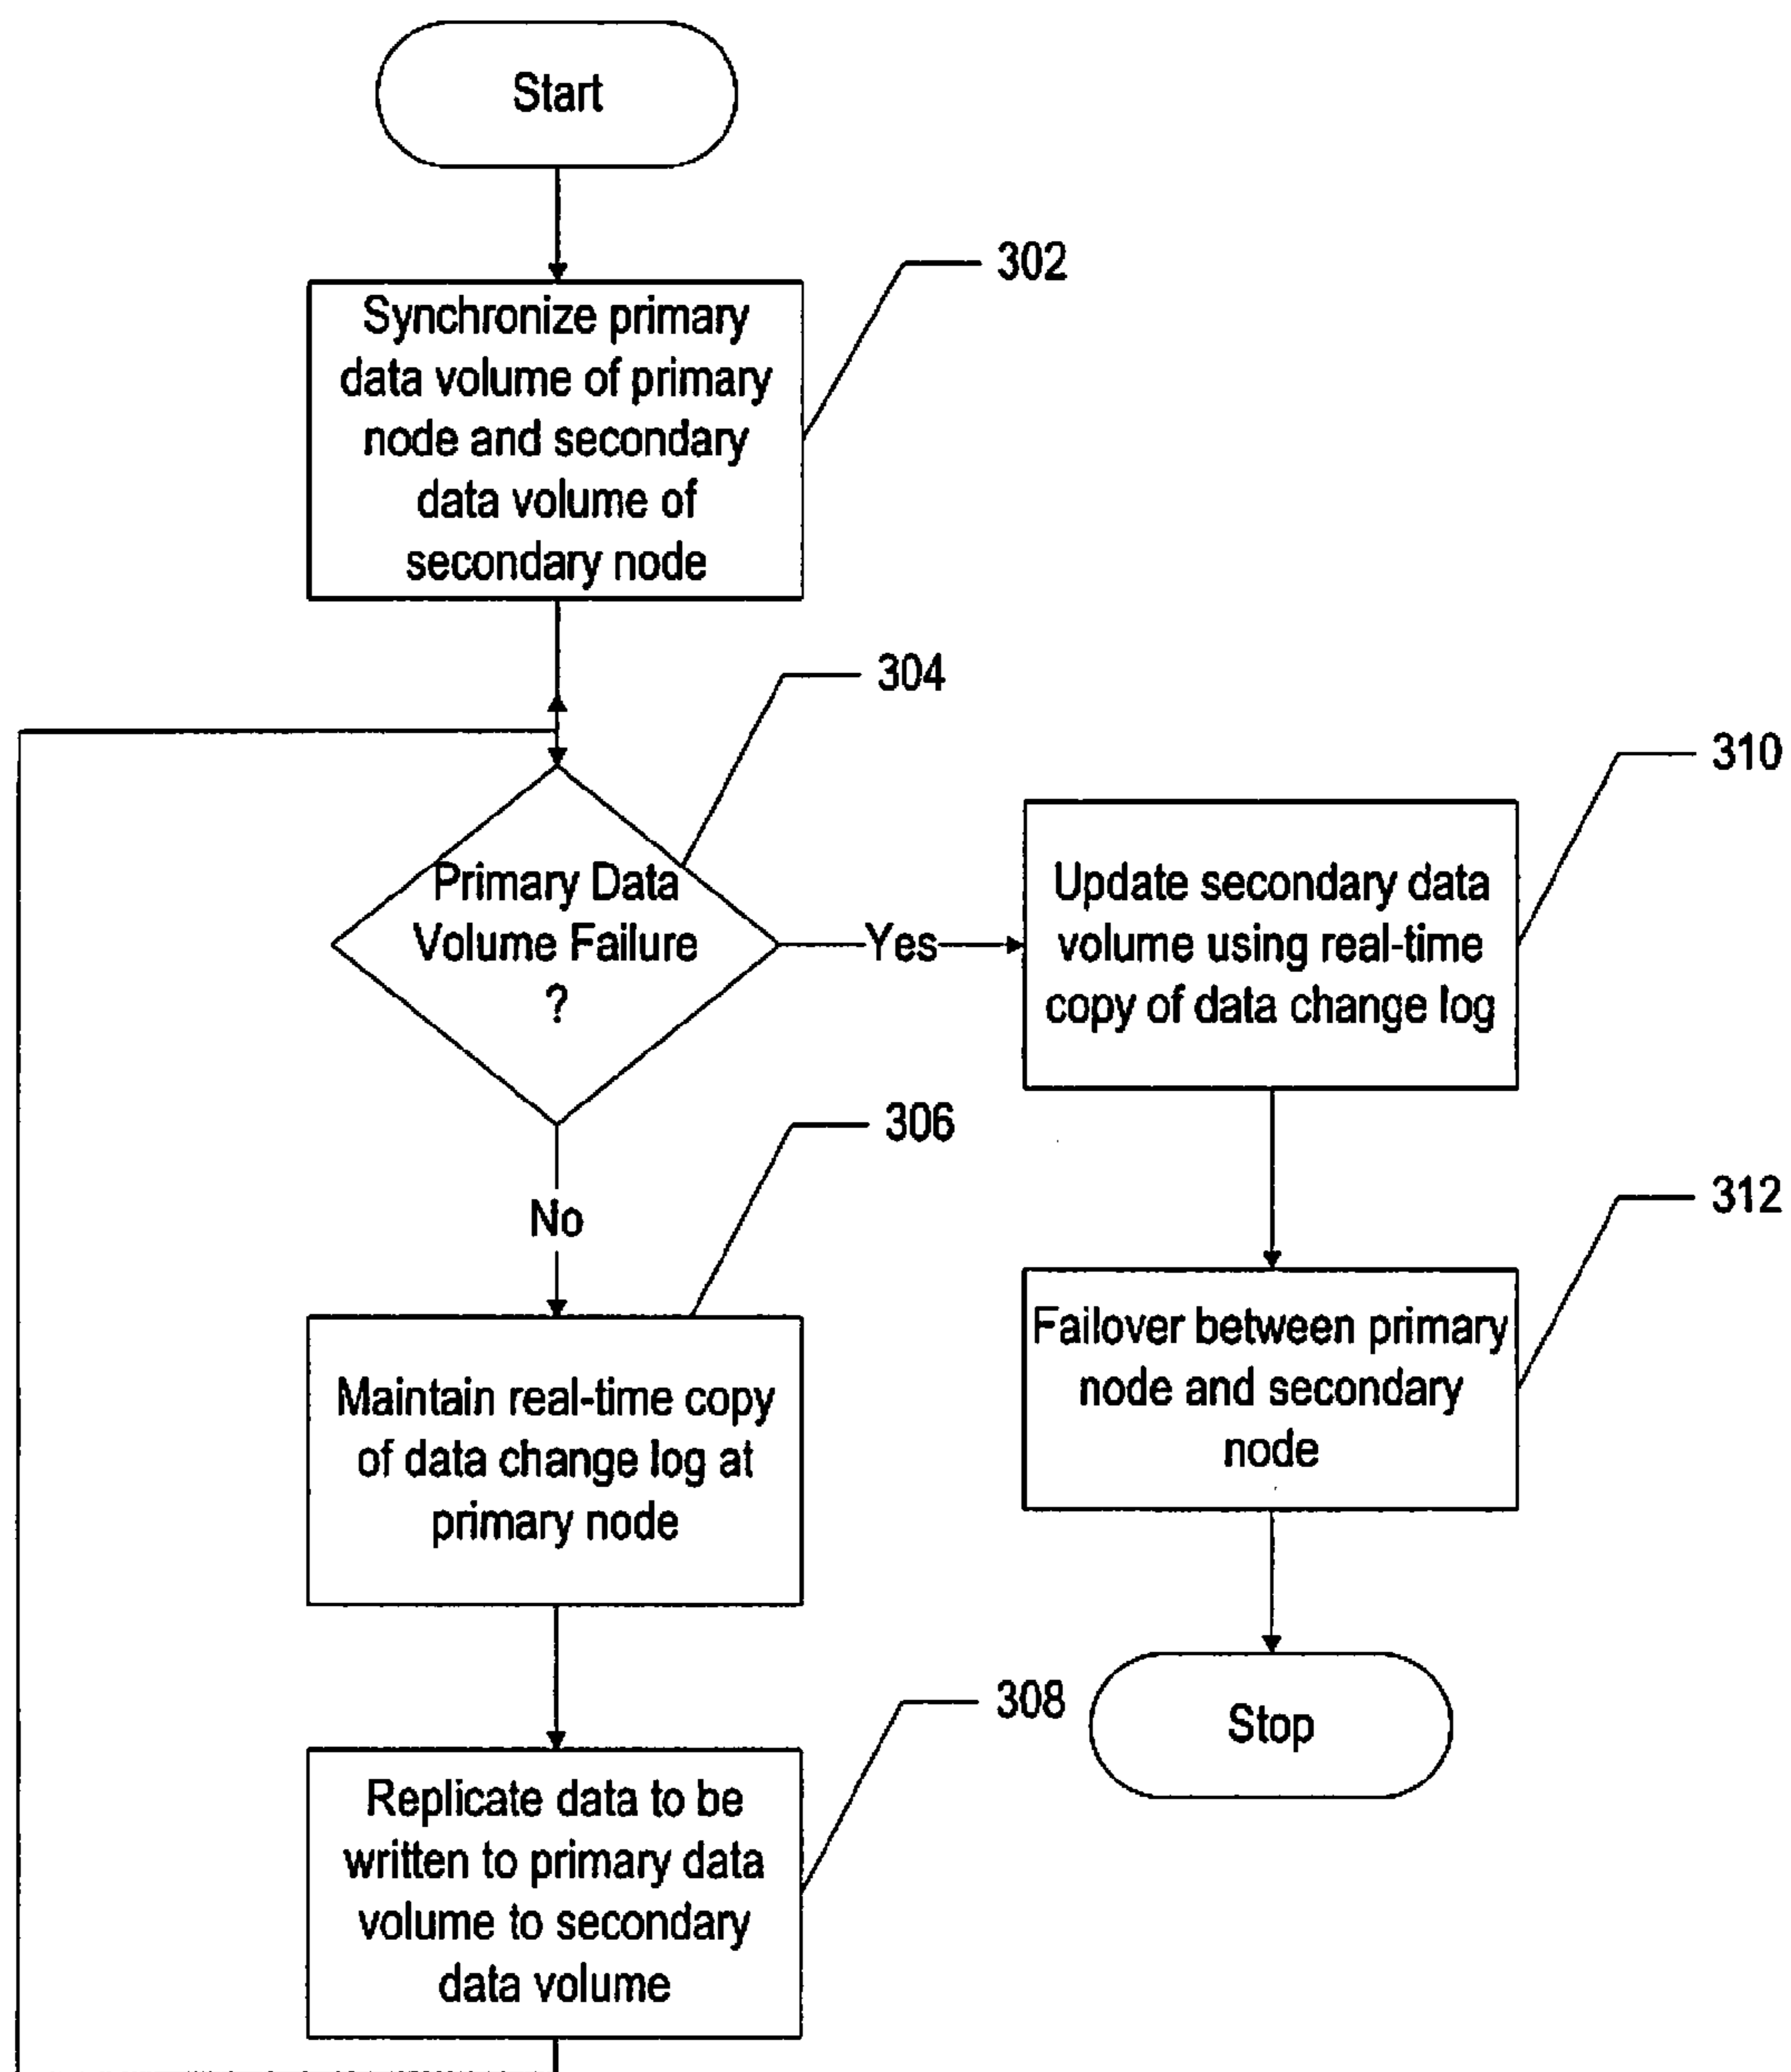 Start
302
Synchronize primary
data volume of primary
node and secondary
data volume of
secondary node
304
Primary Data
Volume Failure
?
Yes
310
Update secondary data
volume using real-time
copy of data change log
No
306
Maintain real-time copy
of data change log at
primary node
312
Failover between primary
node and secondary
node
308
Replicate data to be
written to primary data
volume to secondary
data volume
Stop